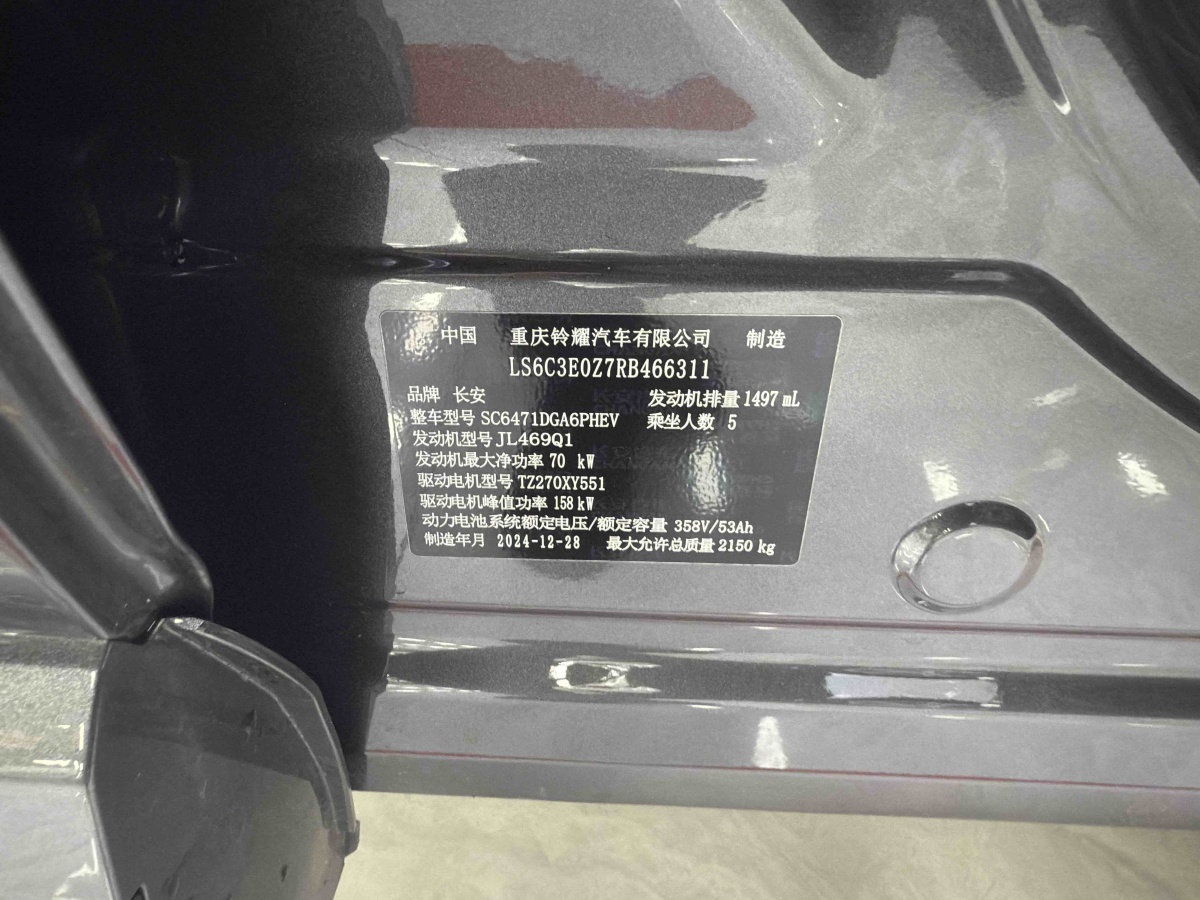 中国 重庆铃耀汽车有限公司 制造
LS6C3E0Z7RB466311
品牌 长安 发动机排量 1497 mL
整车型号 SC6471DGA6PHEV 乘坐人数 5
发动机型号 JL469Q1
发动机最大净功率 70 kW
驱动电机型号 TZ270XY551
驱动电机峰值功率 158 kW
动力电池系统额定电压/额定容量 358V/53Ah
制造年月 2024-12-28 最大允许总质量 2150 kg